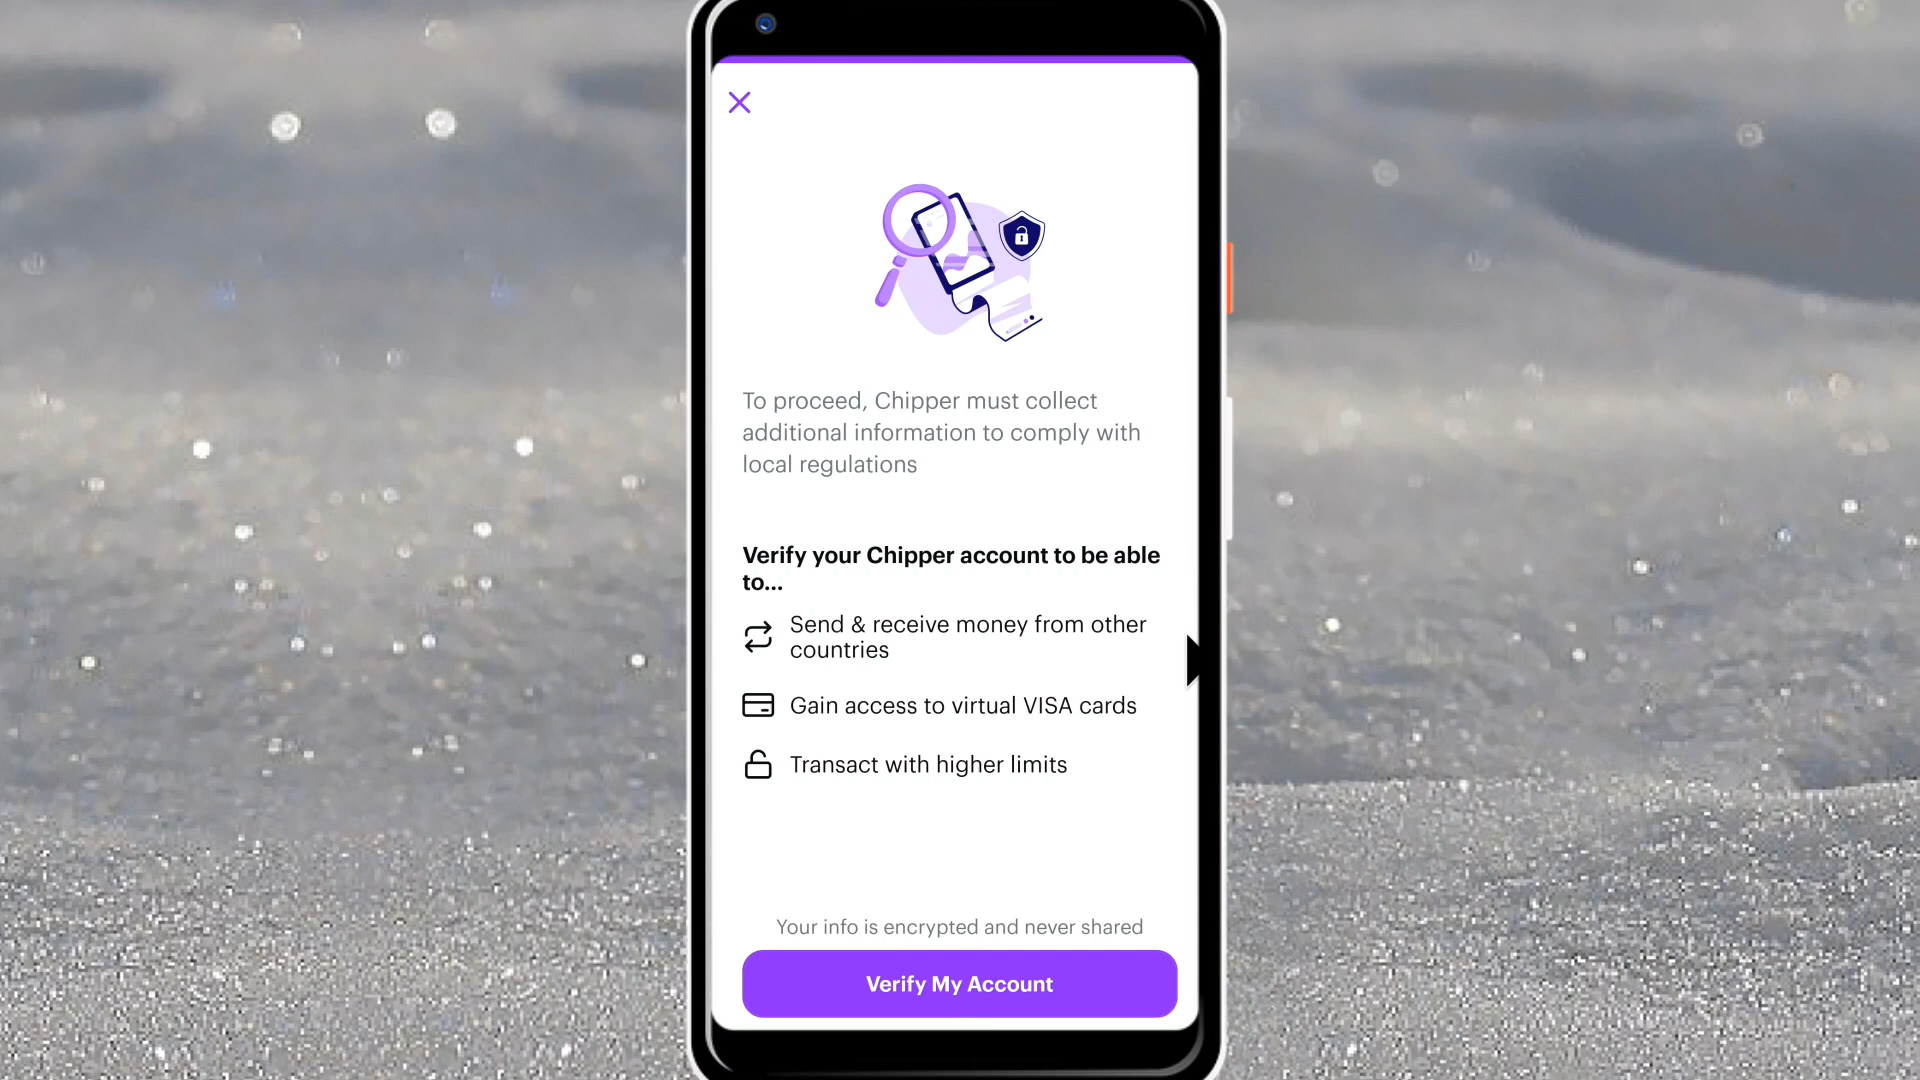 To proceed, Chipper must collect
additional information to comply with
local regulations
Verify your Chipper account to be able
to...
Send & receive money from other
countries
Gain access to virtual VISA cards
Transact with higher limits
Your info is encrypted and never shared
Verify My Account